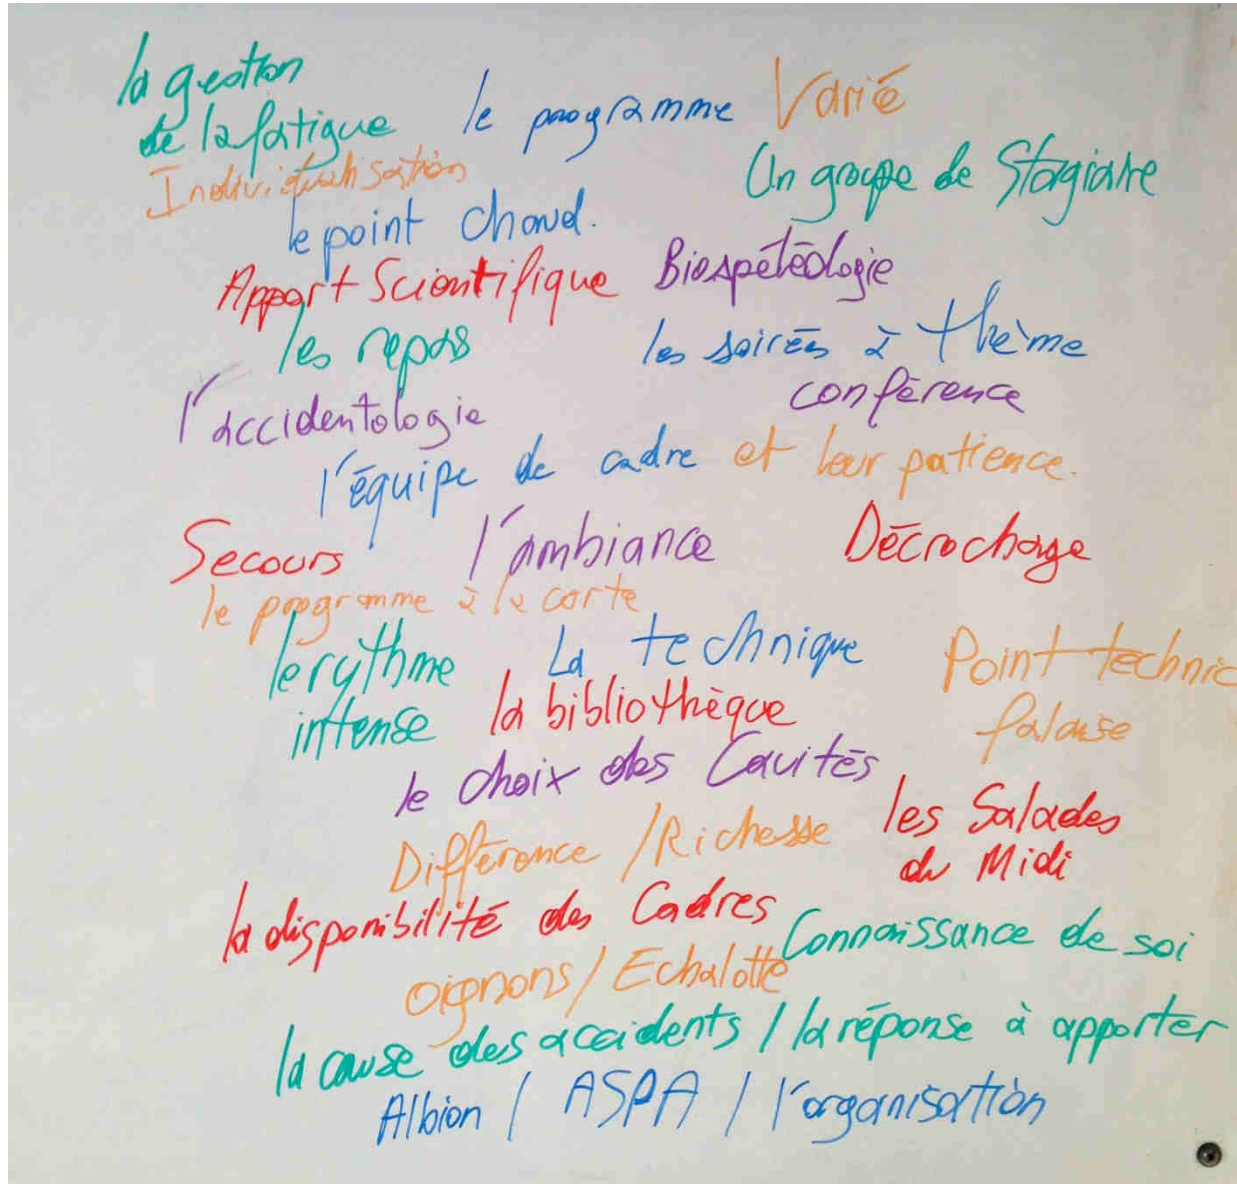 la gestion
de la fatigue le programme Varié
Individualisation Un groupe de Stagiaire
le point chaud.
Apport Scientifique Biospéléologie
les repas les soirées à thème
l'accidentologie conférence
l'équipe de cadre et leur patience.
Secours l'ambiance Décrochage
le programme à la carte
le rythme La technique Point technic
intense la bibliothèque falaise
le choix des Cavités
Différence / Richesse les Salades
la disponibilité des Cadres du Midi
oignons / Echalotte Connaissance de soi
la cause des accidents / la réponse à apporter
Albion / ASPA / l'organisation